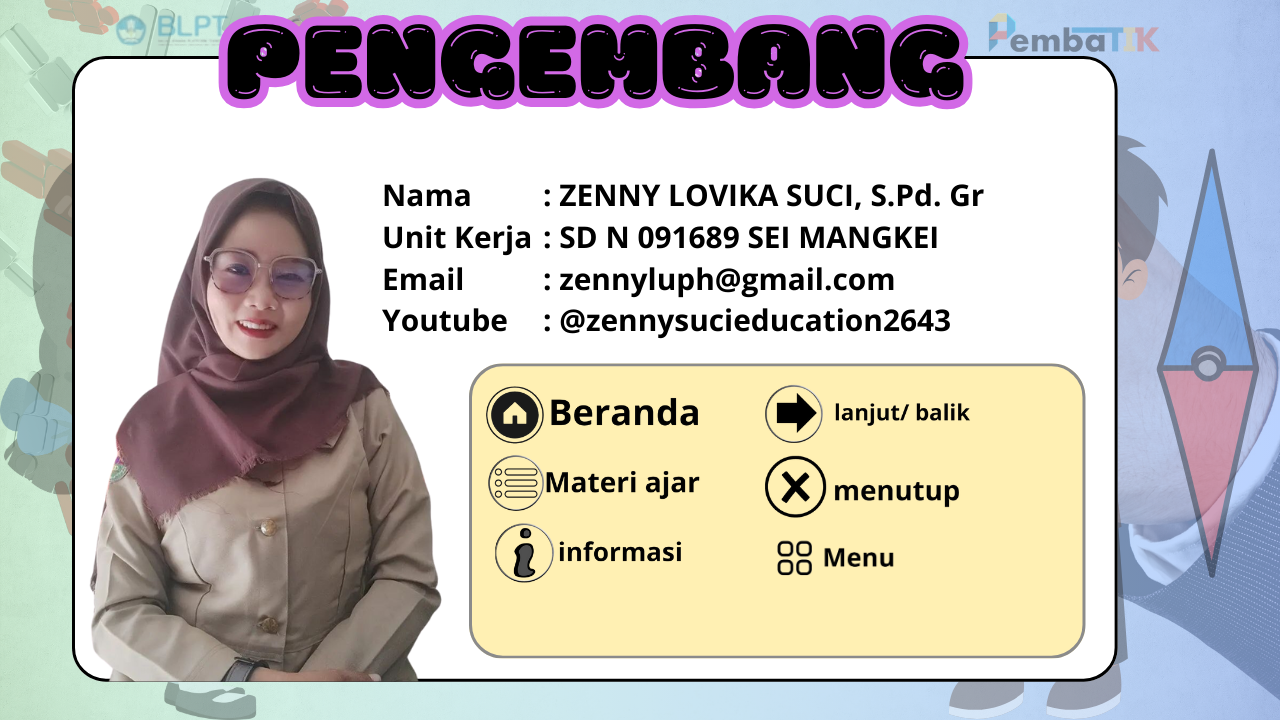 BLPT
PembaTIK
PENGEMBANG
Nama : ZENNY LOVIKA SUCI, S.Pd. Gr
Unit Kerja : SD N 091689 SEI MANGKEI
Email : zennyluph@gmail.com
Youtube : @zennysucieducation2643
Beranda
lanjut/ balik
Materi ajar
menutup
informasi
Menu